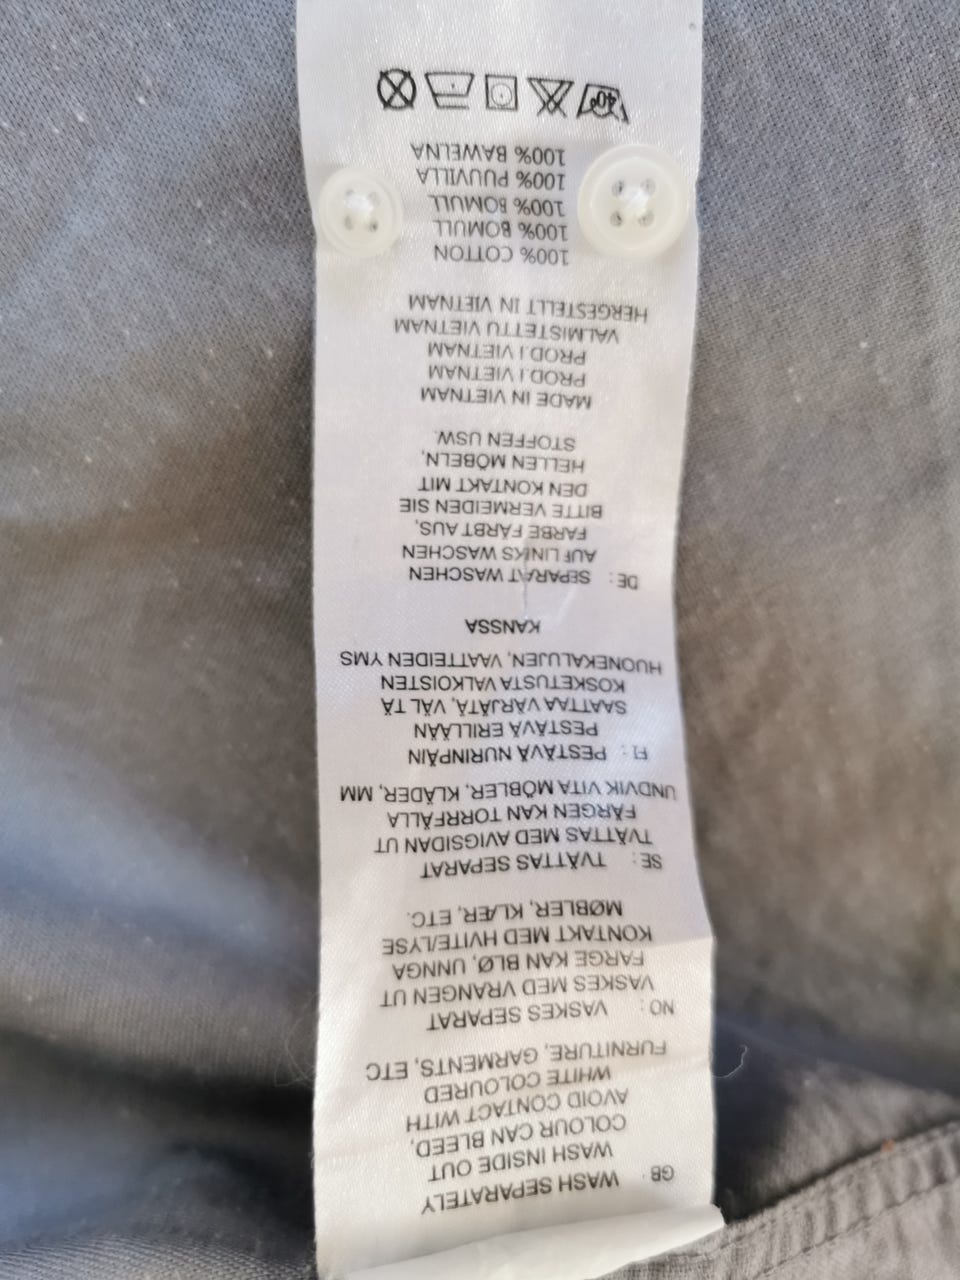 GB : WASH SEPARATELY
WASH INSIDE OUT
COLOUR CAN BLEED,
AVOID CONTACT WITH
WHITE COLOURED
FURNITURE, GARMENTS, ETC
NO : VASKES SEPARAT
VASKES MED VRANGEN UT
FARGE KAN BLØ, UNNGA
KONTAKT MED HVITE/LYSE
MØBLER, KLÆR, ETC.
SE : TVÄTTAS SEPARAT
TVÄTTAS MED AVIGSIDAN UT
FÄRGEN KAN TORRFÄLLA
UNDVIK VITA MÖBLER, KLÄDER, MM
FI : PESTÄVÄ NURINPÄIN
PESTÄVÄ ERILLÄÄN
SAATTAA VÄRJÄTÄ, VÄLTÄ
KOSKETUSTA VALKOISTEN
HUONEKALUJEN, VAATTEIDEN YMS
KANSSA
DE : SEPARAT WASCHEN
AUF LINKS WASCHEN
FARBE FÄRBT AUS,
BITTE VERMEIDEN SIE
DEN KONTAKT MIT
HELLEN MÖBELN,
STOFFEN USW.
MADE IN VIETNAM
PROD.I VIETNAM
PROD.I VIETNAM
VALMISTETTU VIETNAM
HERGESTELLT IN VIETNAM
100% COTTON
100% BOMULL
100% BOMULL
100% PUUVILLA
100% BAWELNA
40°